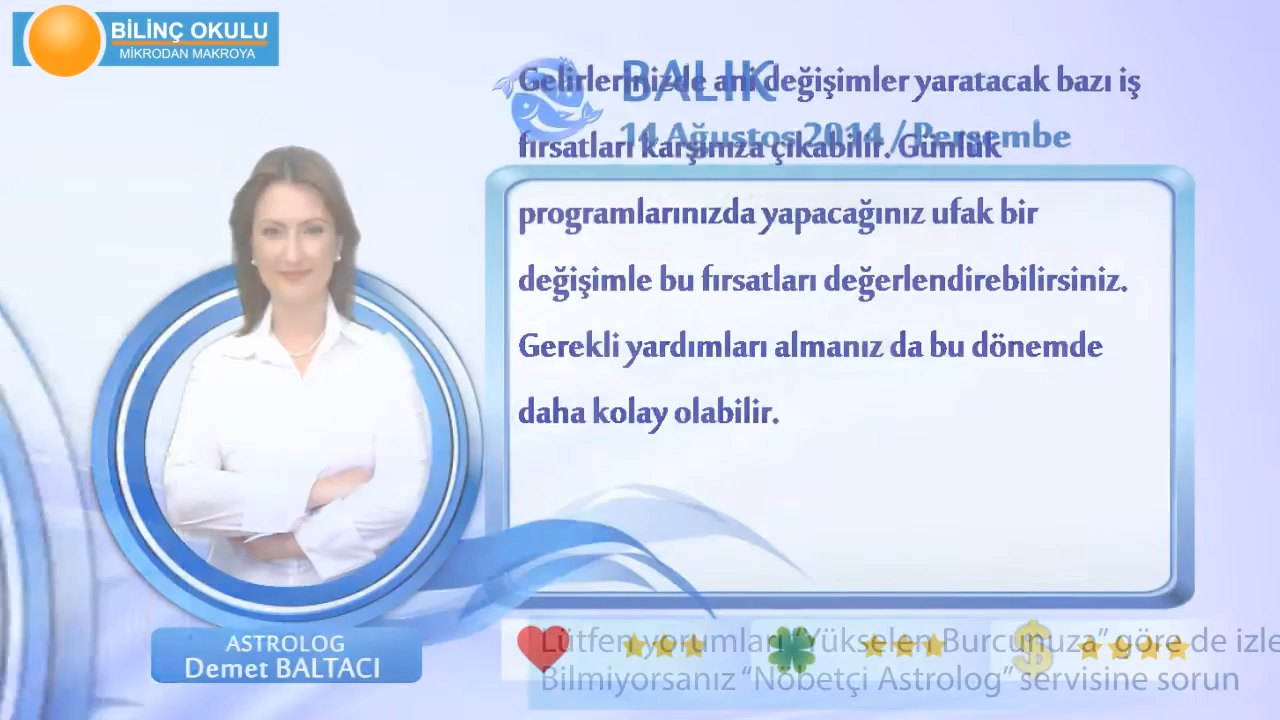 BİLİNÇ OKULU
MİKRODAN MAKROYA
BALIK
14 Ağustos 2014 / Perşembe
Gelirlerinizde ani değişimler yaratacak bazı iş
fırsatları karşınıza çıkabilir. Günlük
programlarınızda yapacağınız ufak bir
değişimle bu fırsatları değerlendirebilirsiniz.
Gerekli yardımları almanız da bu dönemde
daha kolay olabilir.
ASTROLOG
Demet BALTACI
Lütfen yorumları "Yükselen Burcunuza" göre de izle
Bilmiyorsanız "Nöbetçi Astrolog" servisine sorun